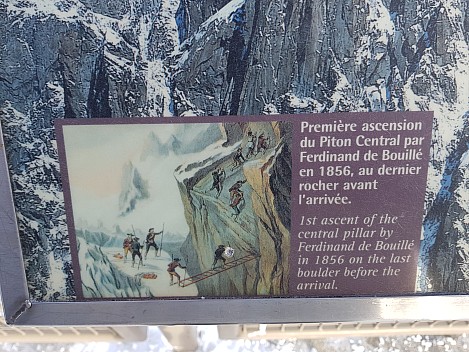 Première ascension
du Piton Central par
Ferdinand de Bouillé
en 1856, au dernier
rocher avant
l'arrivée.
1st ascent of the
central pillar by
Ferdinand de Bouillé
in 1856 on the last
boulder before the
arrival.